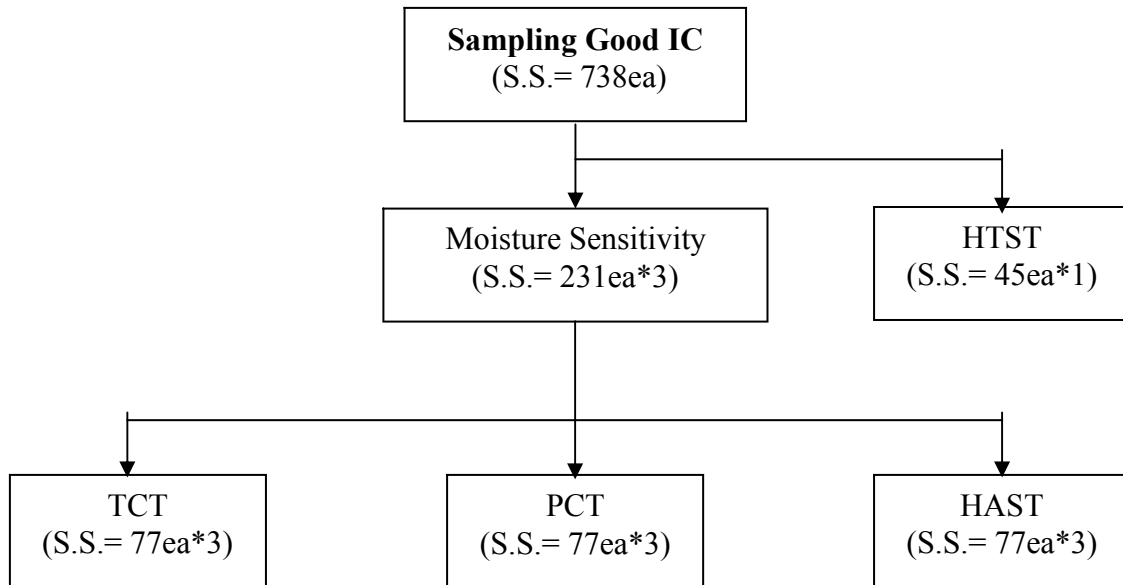 Sampling Good IC
(S.S.= 738ea)
Moisture Sensitivity
(S.S.= 231ea*3)
HTST
(S.S.= 45ea*1)
TCT
(S.S.= 77ea*3)
PCT
(S.S.= 77ea*3)
HAST
(S.S.= 77ea*3)